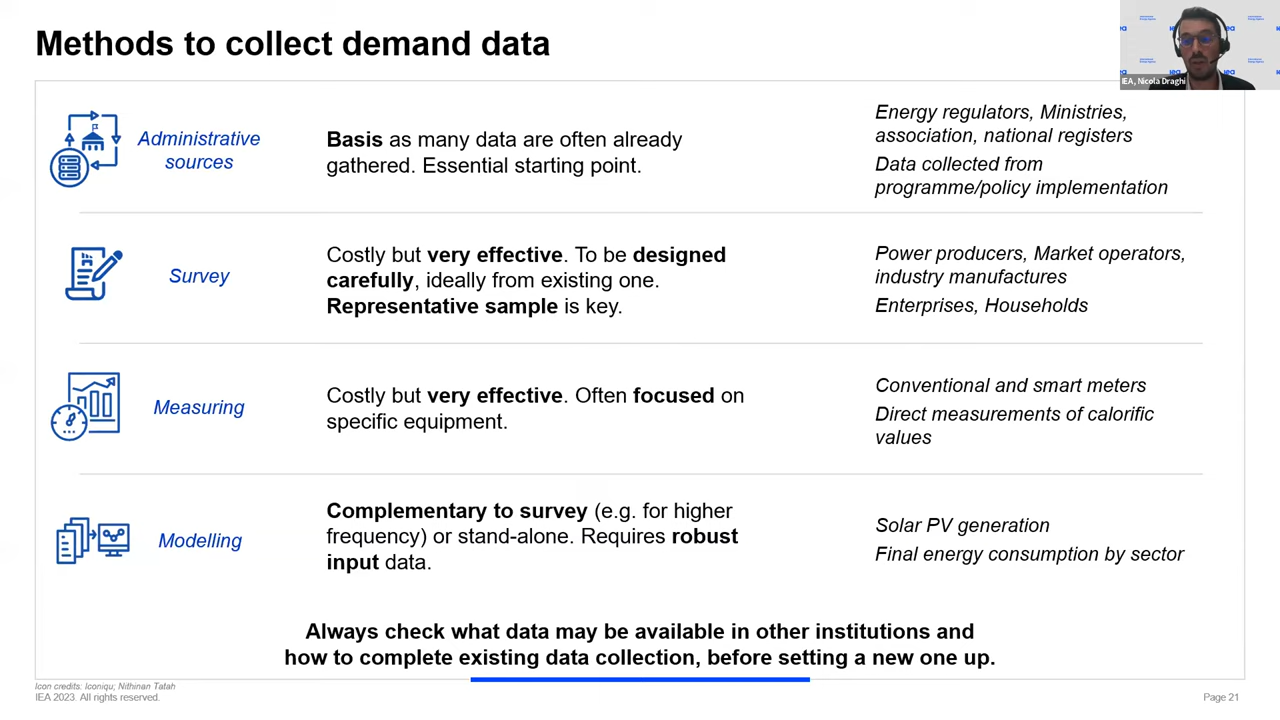 Methods to collect demand data
IEA, Nicola Draghi
Administrative
sources
Basis as many data are often already
gathered. Essential starting point.
Energy regulators, Ministries,
association, national registers
Data collected from
programme/policy implementation
Survey
Costly but very effective. To be designed
carefully, ideally from existing one.
Representative sample is key.
Power producers, Market operators,
industry manufactures
Enterprises, Households
Measuring
Costly but very effective. Often focused on
specific equipment.
Conventional and smart meters
Direct measurements of calorific
values
Modelling
Complementary to survey (e.g. for higher
frequency) or stand-alone. Requires robust
input data.
Solar PV generation
Final energy consumption by sector
Always check what data may be available in other institutions and
how to complete existing data collection, before setting a new one up.
Icon credits: Iconiqu; Nithinan Tatah
IEA 2023. All rights reserved.
Page 21